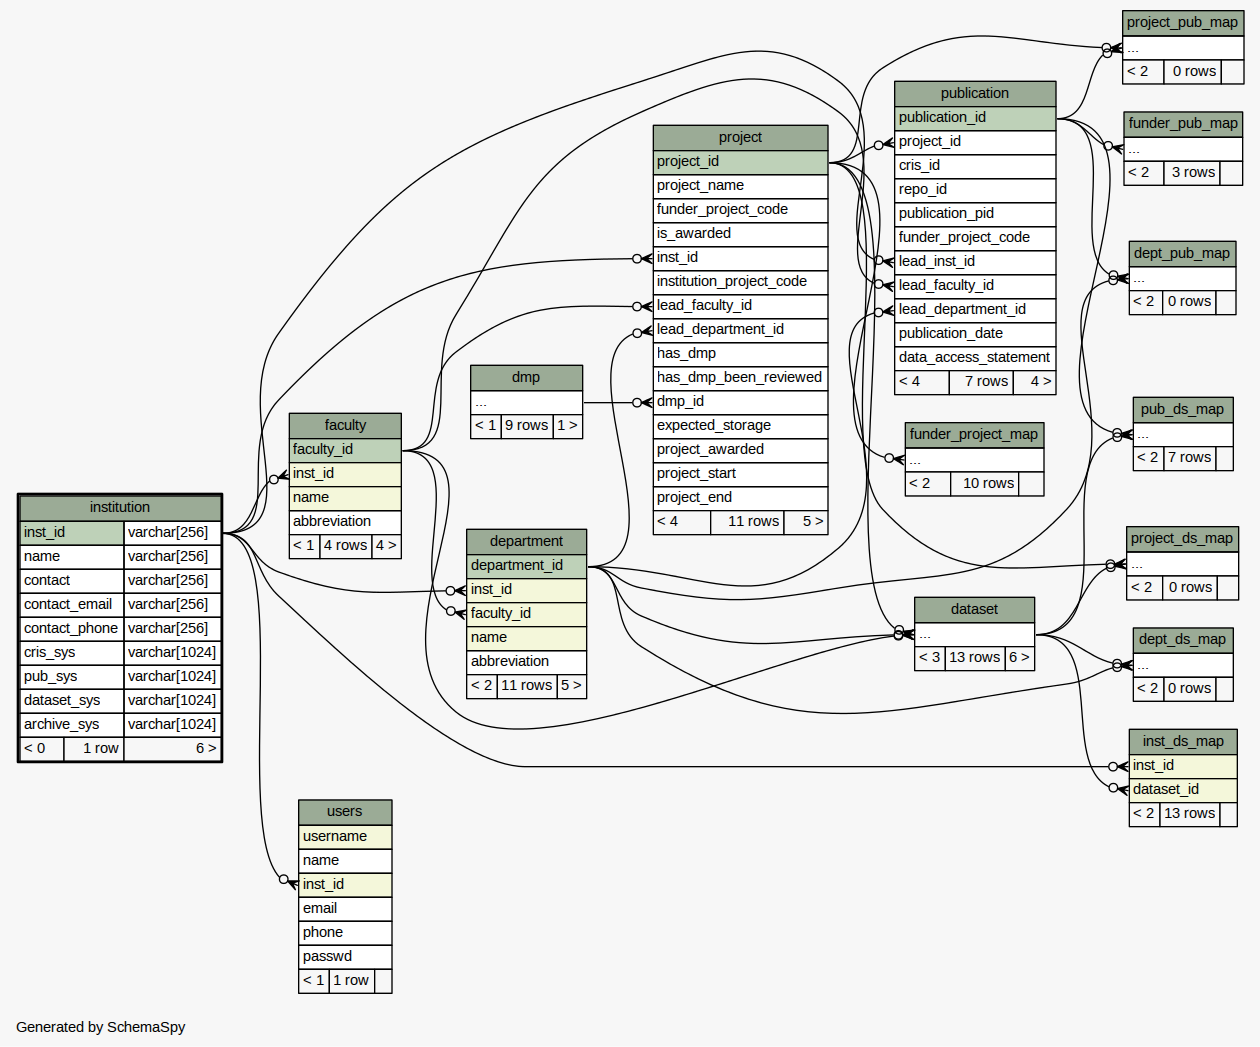 project_pub_map
...
< 2 0 rows
publication
publication_id
project_id
cris_id
repo_id
publication_pid
funder_project_code
lead_inst_id
lead_faculty_id
lead_department_id
publication_date
data_access_statement
< 4 7 rows 4 >
funder_pub_map
...
< 2 3 rows
project
project_id
project_name
funder_project_code
is_awarded
inst_id
institution_project_code
lead_faculty_id
lead_department_id
has_dmp
has_dmp_been_reviewed
dmp_id
expected_storage
project_awarded
project_start
project_end
< 4 11 rows 5 >
dept_pub_map
...
< 2 0 rows
dmp
...
< 1 9 rows 1 >
pub_ds_map
...
< 2 7 rows
faculty
faculty_id
inst_id
name
abbreviation
< 1 4 rows 4 >
funder_project_map
...
< 2 10 rows
institution
inst_id varchar[256]
name varchar[256]
contact varchar[256]
contact_email varchar[256]
contact_phone varchar[256]
cris_sys varchar[1024]
pub_sys varchar[1024]
dataset_sys varchar[1024]
archive_sys varchar[1024]
< 0 1 row 6 >
department
department_id
inst_id
faculty_id
name
abbreviation
< 2 11 rows 5 >
project_ds_map
...
< 2 0 rows
dataset
...
< 3 13 rows 6 >
dept_ds_map
...
< 2 0 rows
inst_ds_map
inst_id
dataset_id
< 2 13 rows
users
username
name
inst_id
email
phone
passwd
< 1 1 row
Generated by SchemaSpy